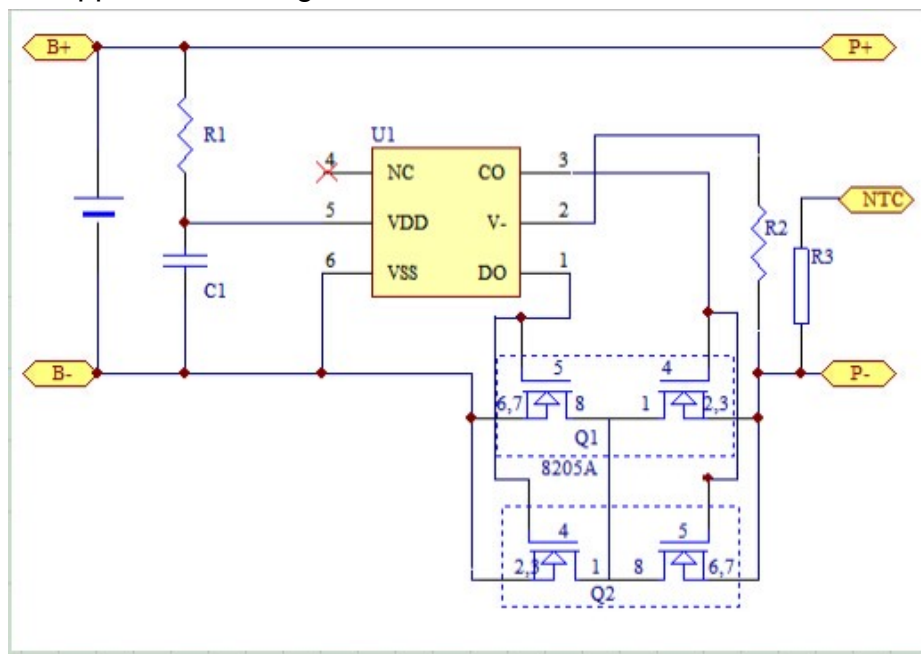 B+
P+
R1
U1
4
NC
CO
3
NTC
5
VDD
V-
2
R2
R3
6
VSS
DO
1
C1
B-
P-
5
4
6,7
8
1
2,3
Q1
8205A
4
5
2,3
1
8
6,7
Q2